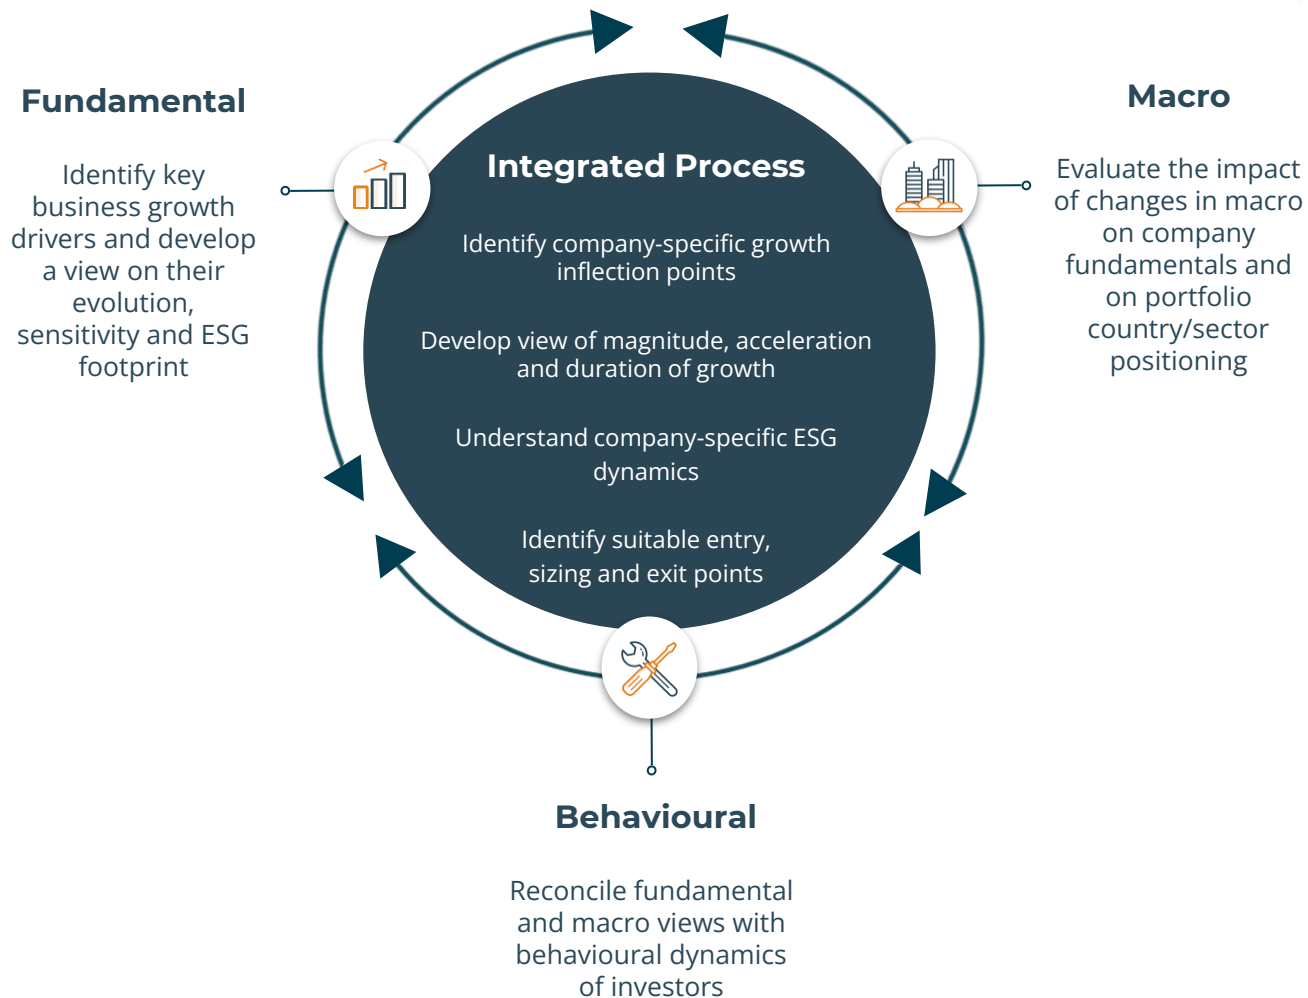 Fundamental
Identify key
business growth
drivers and develop
a view on their
evolution,
sensitivity and ESG
footprint
Integrated Process
Identify company-specific growth
inflection points
Develop view of magnitude, acceleration
and duration of growth
Understand company-specific ESG
dynamics
Identify suitable entry,
sizing and exit points
Macro
Evaluate the impact
of changes in macro
on company
fundamentals and
on portfolio
country/sector
positioning
Behavioural
Reconcile fundamental
and macro views with
behavioural dynamics
of investors